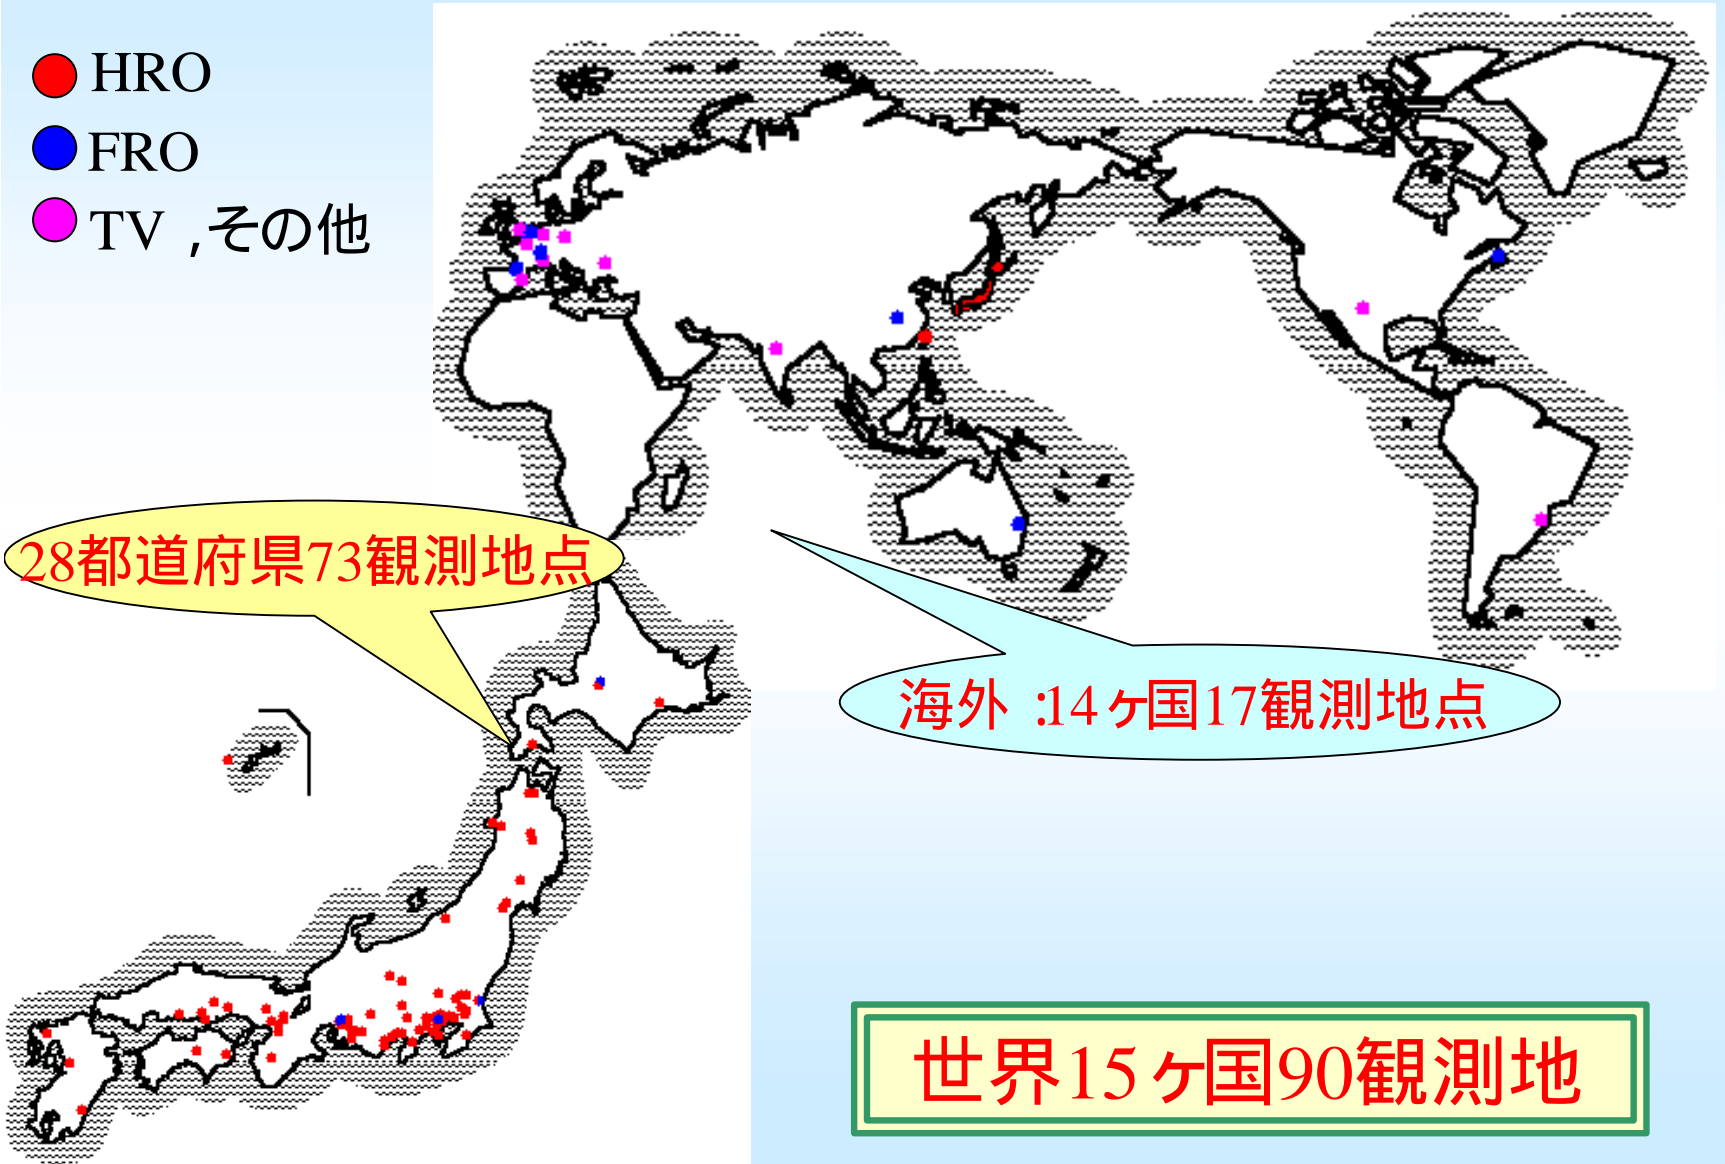 HRO
FRO
TV ,その他
28都道府県73観測地点
海外 :14ヶ国17観測地点
世界15ヶ国90観測地